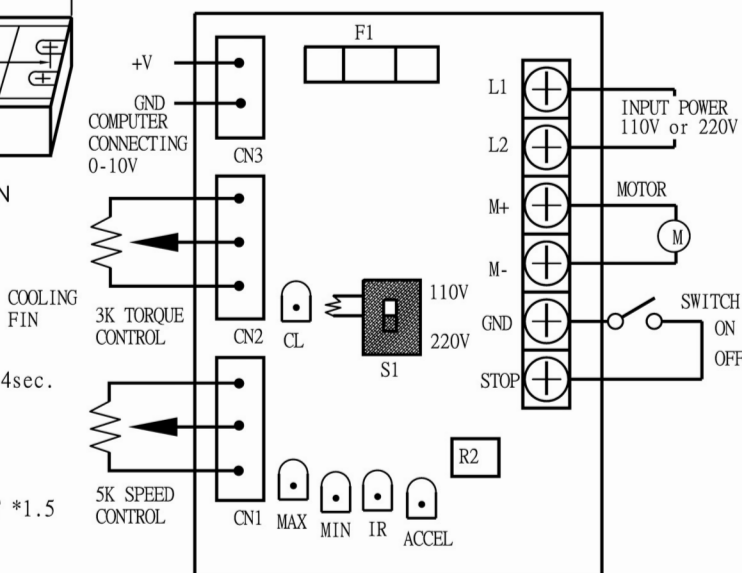 F1
+V
GND
COMPUTER
CONNECTING
0-10V
CN3
L1
L2
INPUT POWER
110V or 220V
M+
MOTOR
M
M-
GND
SWITCH
ON
OFF
STOP
N
COOLING
FIN
3K TORQUE
CONTROL
CN2
CL
110V
220V
S1
4sec.
R2
*1.5
5K SPEED
CONTROL
CN1
MAX
MIN
IR
ACCEL